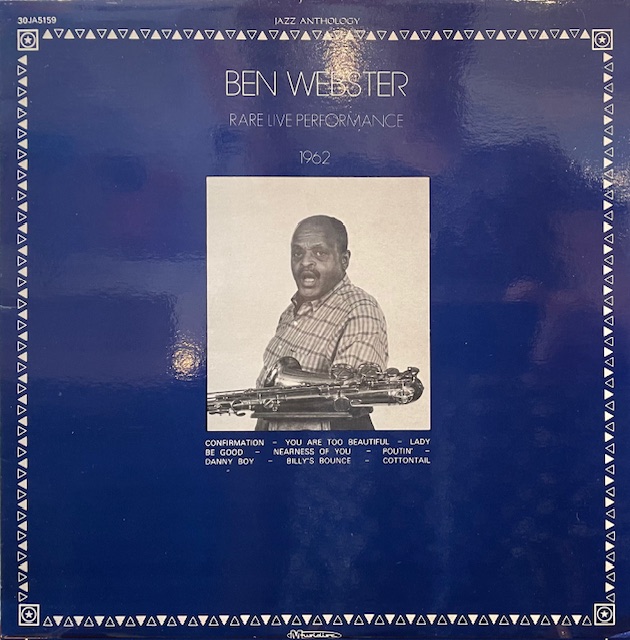 30JA5159
JAZZ ANTHOLOGY
BEN WEBSTER
RARE LIVE PERFORMANCE
1962
CONFIRMATION – YOU ARE TOO BEAUTIFUL – LADY
BE GOOD – NEARNESS OF YOU – POUTIN' –
DANNY BOY – BILLY'S BOUNCE – COTTONTAIL
-
Musidisc